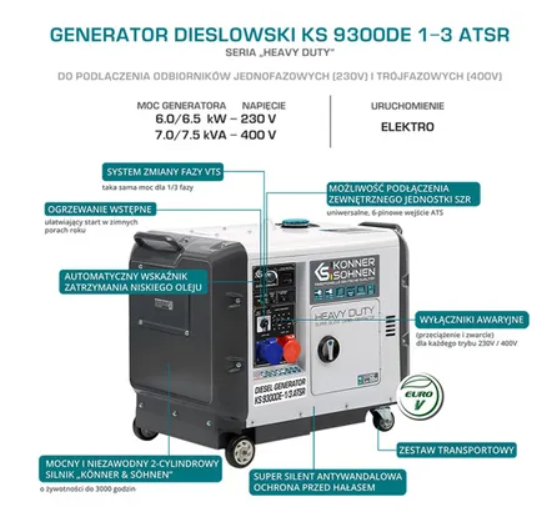 GENERATOR DIESLOWSKI KS 9300DE 1-3 ATSR
SERIA „HEAVY DUTY"
DO PODŁĄCZENIA ODBIORNIKÓW JEDNOFAZOWYCH (230V) I TRÓJFAZOWYCH (400V)
MOC GENERATORA NAPIĘCIE
6.0/6.5 kW – 230 V
7.0/7.5 kVA – 400 V
URUCHOMIENIE
ELEKTRO
SYSTEM ZMIANY FAZY VTS
taka sama moc dla 1/3 fazy
OGRZEWANIE WSTĘPNE
ułatwiający start w zimnych
porach roku
MOŻLIWOŚĆ PODŁĄCZENIA
ZEWNĘTRZNEGO JEDNOSTKI SZR
uniwersalne, 6-pinowe wejście ATS
AUTOMATYCZNY WSKAŹNIK
ZATRZYMANIA NISKIEGO OLEJU
KÖNNER
SÖHNEN
HEAVY DUTY
WYŁĄCZNIKI AWARYJNE
(przeciążenie i zwarcie)
dla każdego trybu 230V / 400V
DIESEL GENERATOR
KS 9300DE-1/3 ATSR
EURO
V
ZESTAW TRANSPORTOWY
MOCNY I NIEZAWODNY 2-CYLINDROWY
SILNIK „KÖNNER & SÖHNEN"
o żywotności do 3000 godzin
SUPER SILENT ANTYWANDALOWA
OCHRONA PRZED HAŁASEM